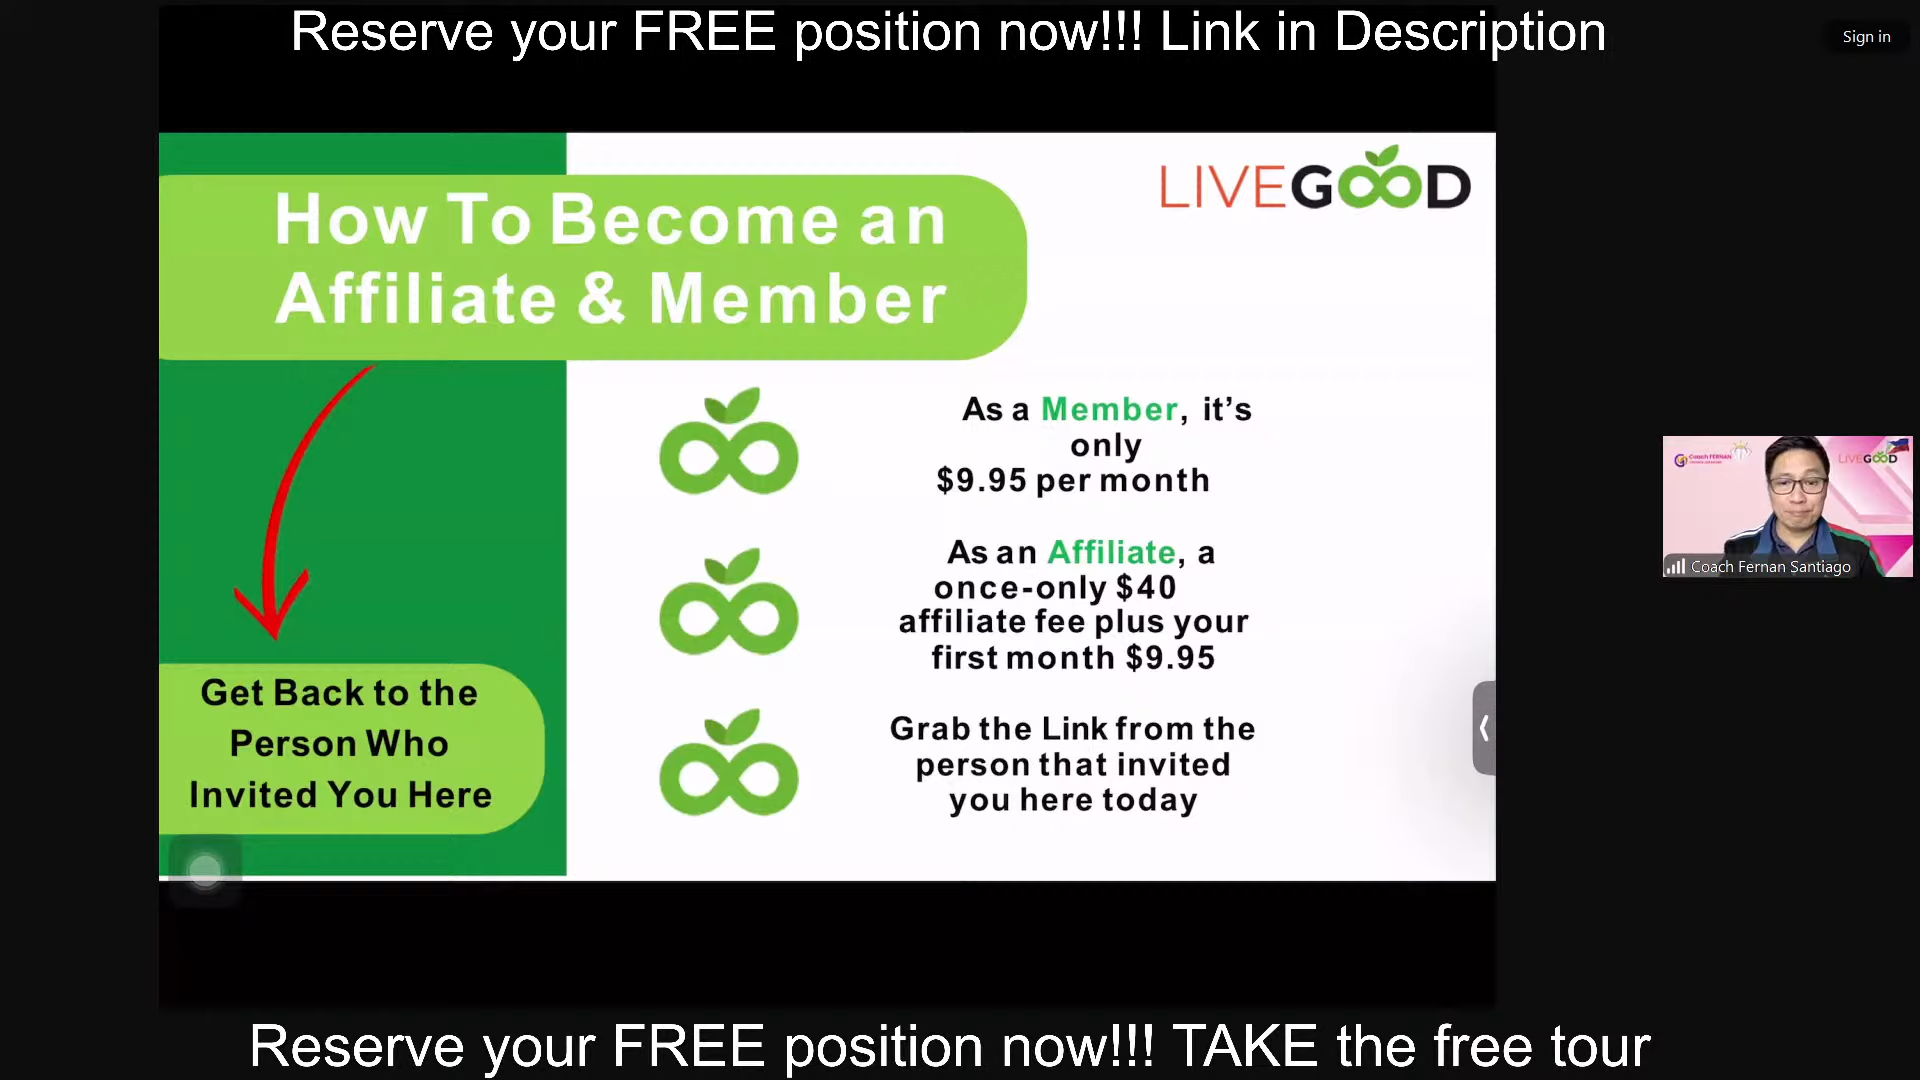 Reserve your FREE position now!!! Link in Description
Sign in
LIVEGOOD
How To Become an
Affiliate & Member
As a Member, it’s
only
$9.95 per month
As an Affiliate, a
once-only $40
affiliate fee plus your
first month $9.95
Get Back to the
Person Who
Invited You Here
Grab the Link from the
person that invited
you here today
Coach FERNAN
LIVEGOOD
Coach Fernan Santiago
Reserve your FREE position now!!! TAKE the free tour